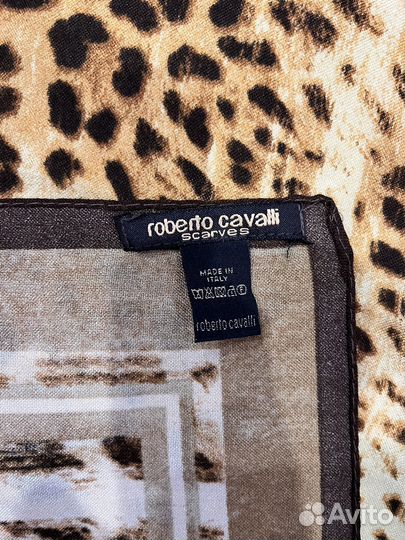 roberto cavalli
scarves
MADE IN
ITALY
roberto cavalli
Avito